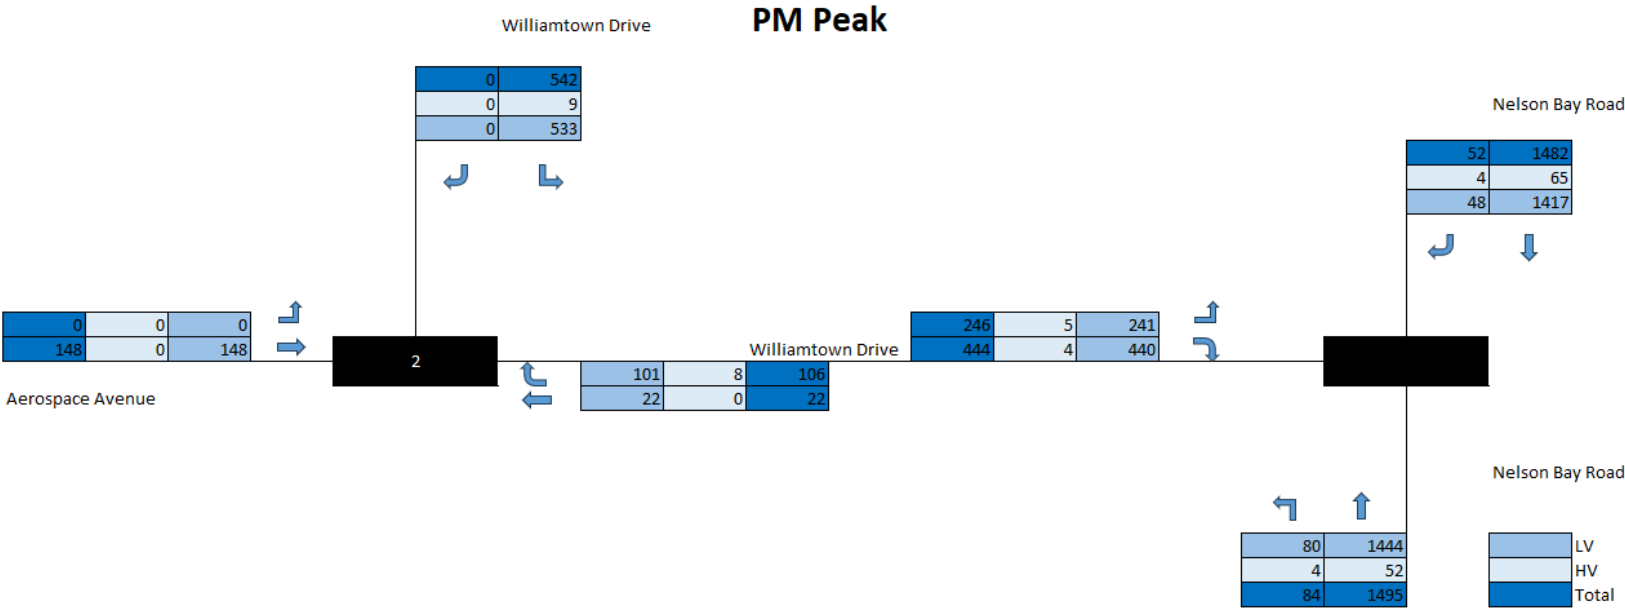 PM Peak
Williamtown Drive
0 542
0 9
0 533
Nelson Bay Road
52 1482
4 65
48 1417
0 0 0
148 0 148
Aerospace Avenue
2
Williamtown Drive
101 8 106
22 0 22
246 5 241
444 4 440
Nelson Bay Road
80 1444
4 52
84 1495
LV
HV
Total